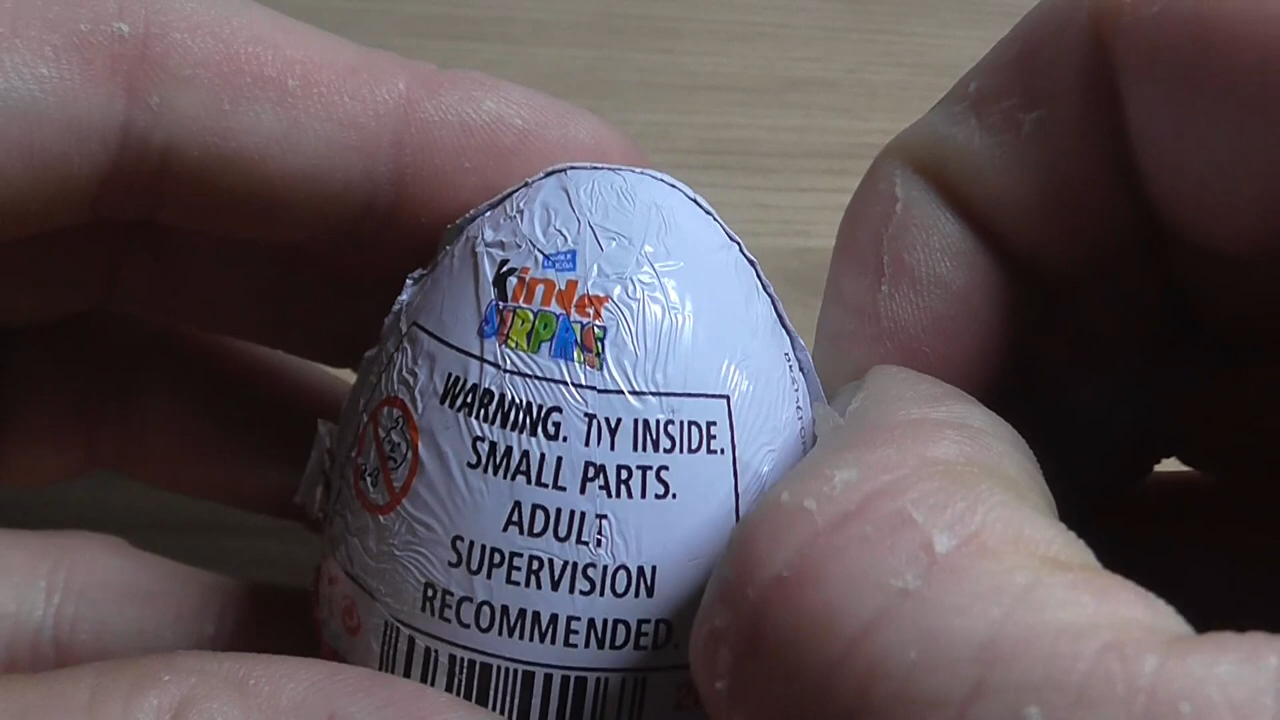 Kinder
SURPRISE
WARNING. TOY INSIDE.
SMALL PARTS.
ADULT
SUPERVISION
RECOMMENDED.